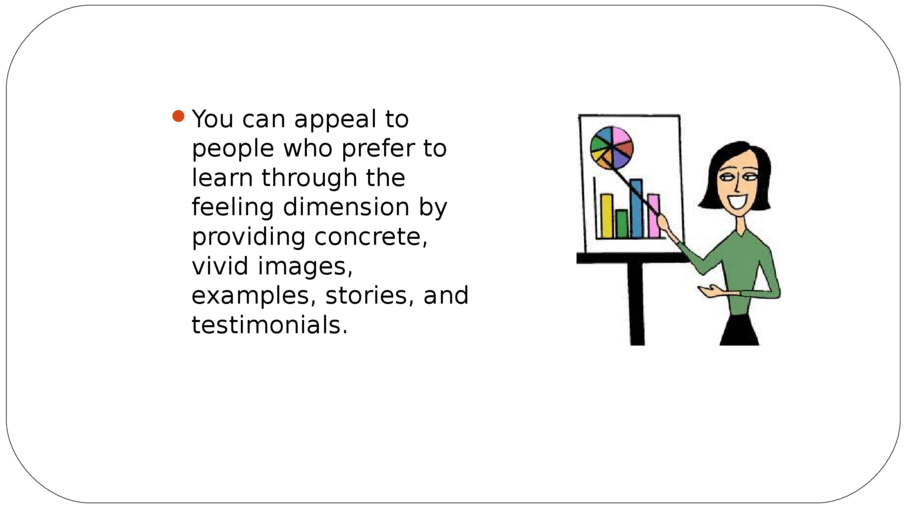 You can appeal to
people who prefer to
learn through the
feeling dimension by
providing concrete,
vivid images,
examples, stories, and
testimonials.